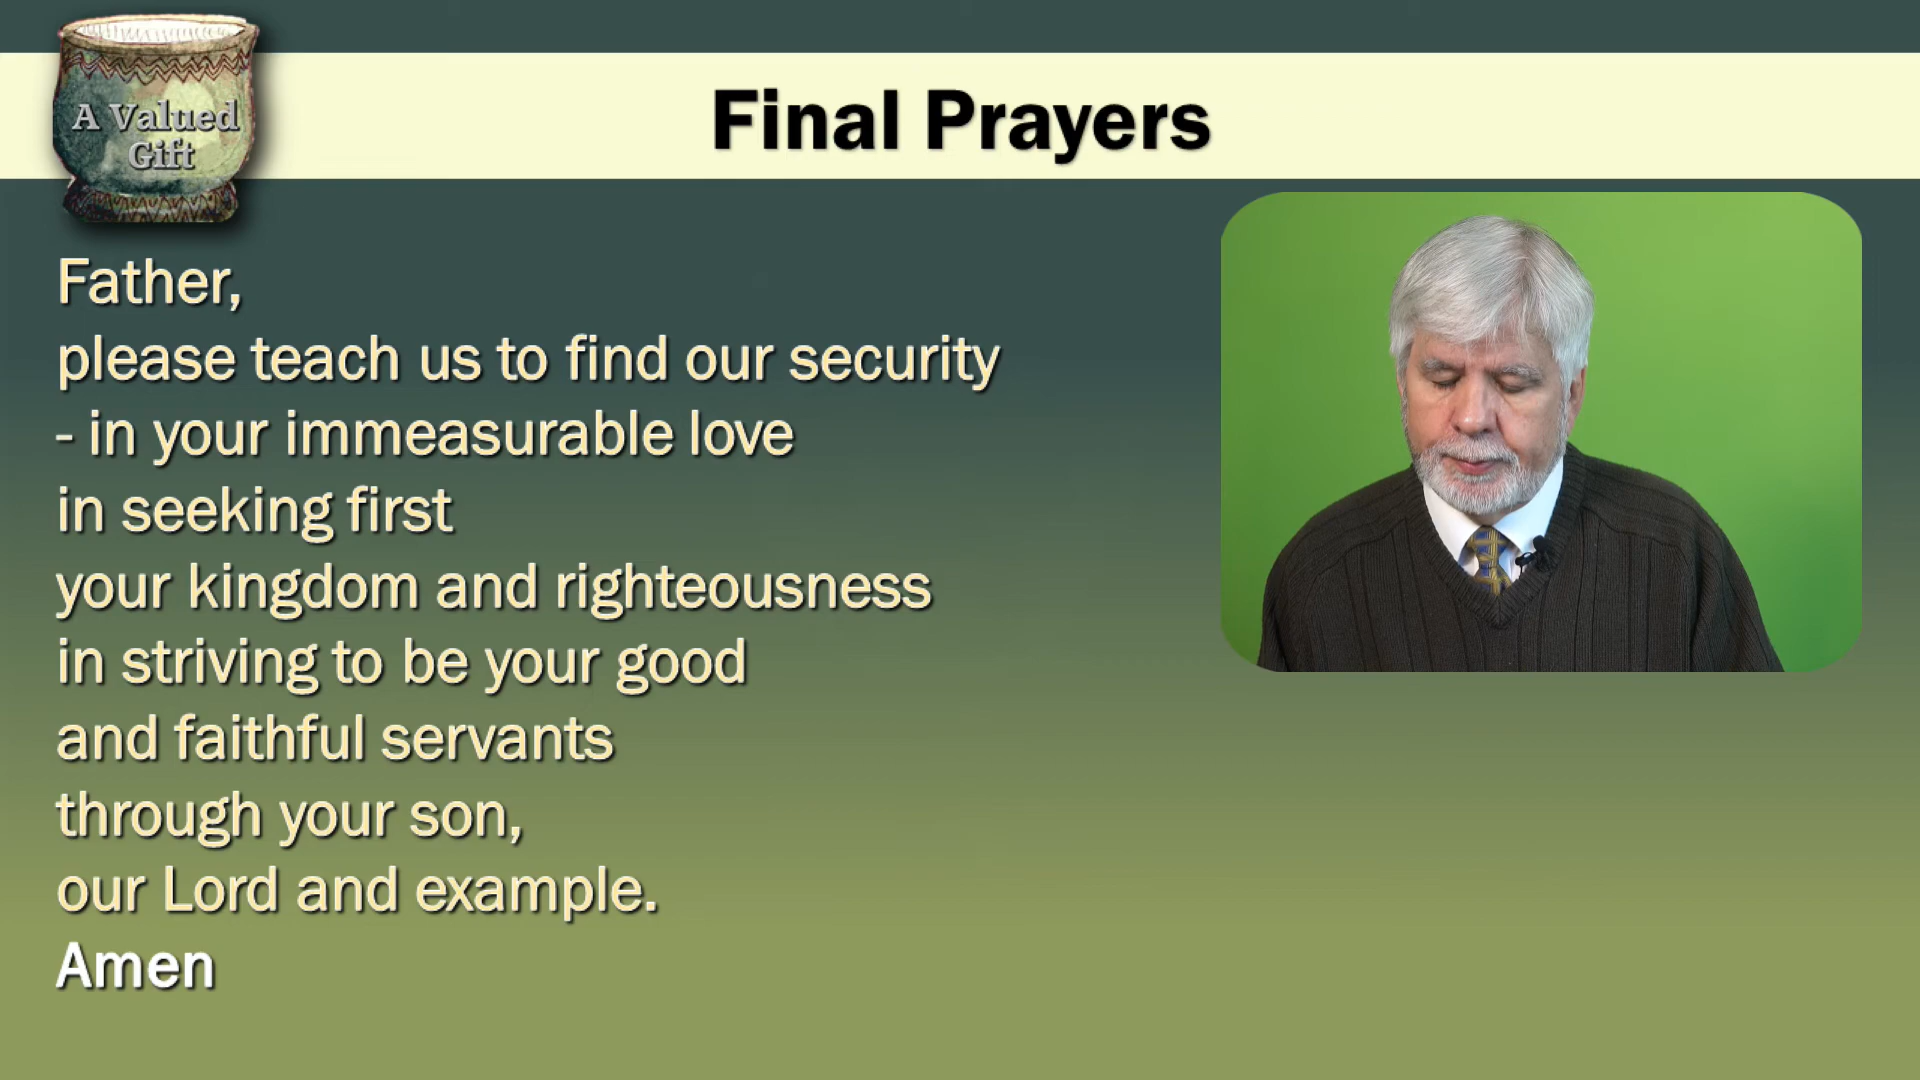 A Valued
Gift
Final Prayers
Father,
please teach us to find our security
- in your immeasurable love
in seeking first
your kingdom and righteousness
in striving to be your good
and faithful servants
through your son,
our Lord and example.
Amen